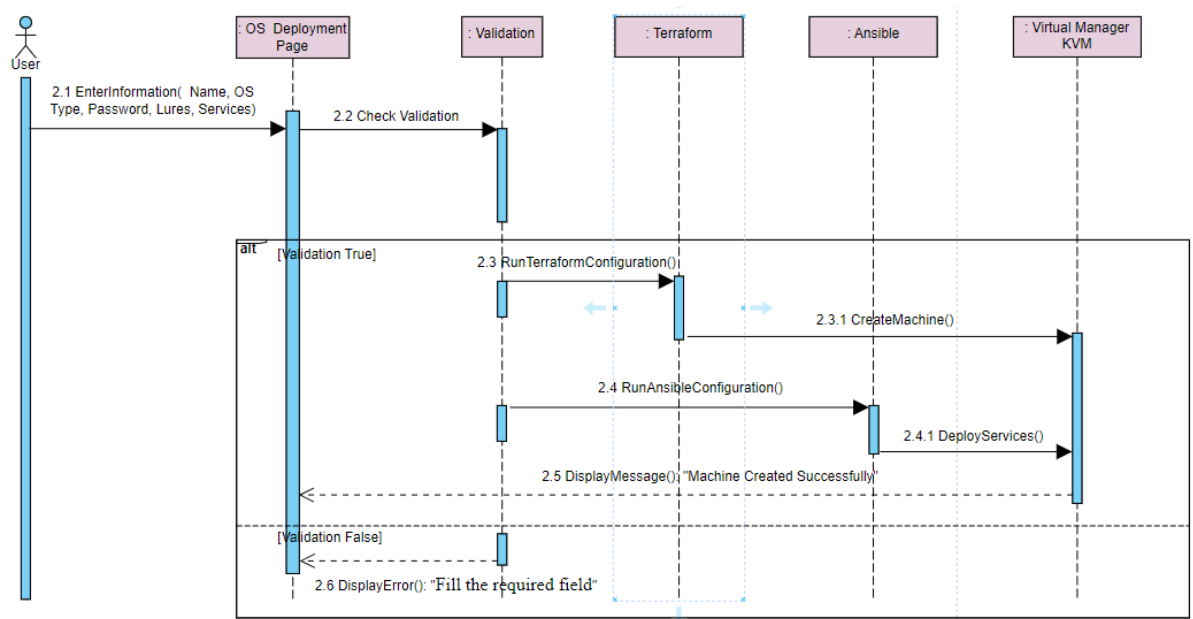 : OS Deployment
Page
: Validation
: Terraform
: Ansible
: Virtual Manager
KVM
User
2.1 EnterInformation( Name, OS
Type, Password, Lures, Services)
2.2 Check Validation
alt
[Validation True]
2.3 RunTerraformConfiguration()
2.3.1 CreateMachine()
2.4 RunAnsibleConfiguration()
2.4.1 DeployServices()
2.5 DisplayMessage(): "Machine Created Successfully"
[Validation False]
2.6 DisplayError(): "Fill the required field"